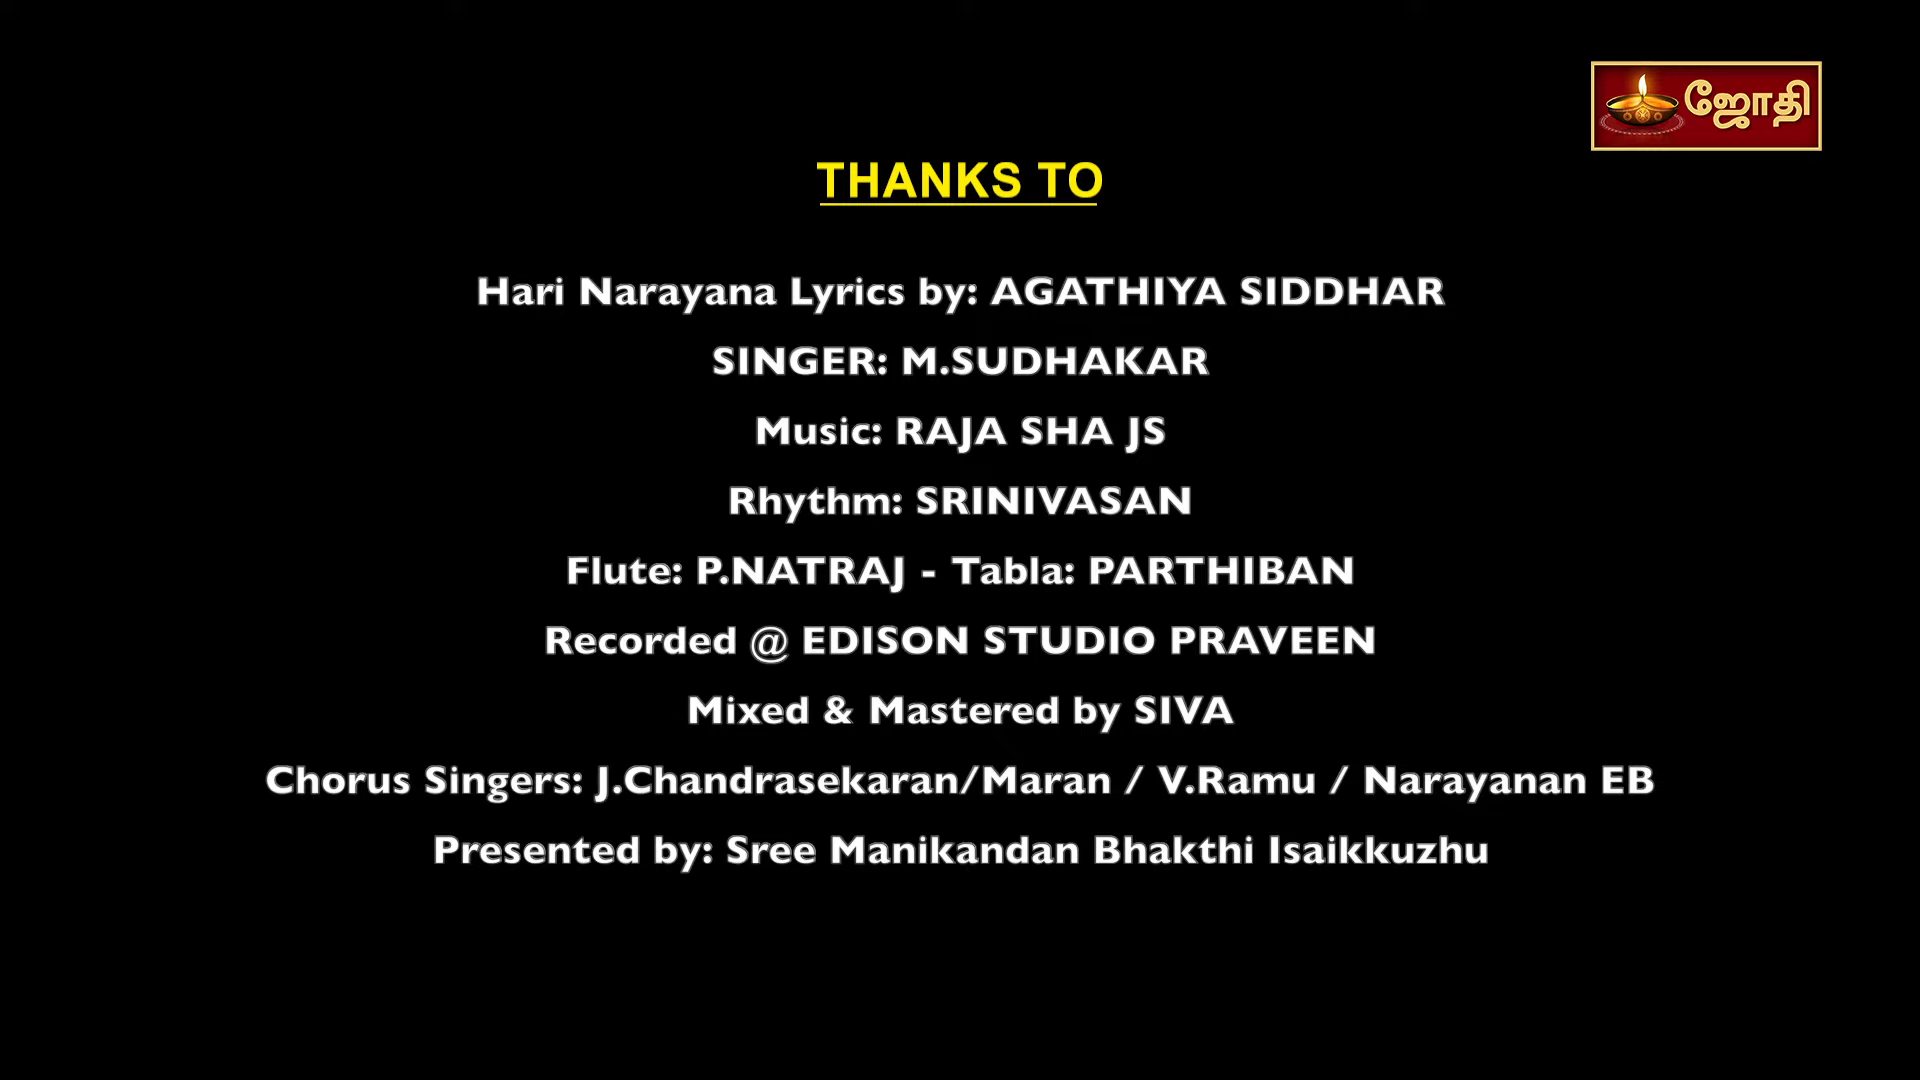 ஜோதி
THANKS TO
Hari Narayana Lyrics by: AGATHIYA SIDDHAR
SINGER: M.SUDHAKAR
Music: RAJA SHA JS
Rhythm: SRINIVASAN
Flute: P.NATRAJ - Tabla: PARTHIBAN
Recorded @ EDISON STUDIO PRAVEEN
Mixed & Mastered by SIVA
Chorus Singers: J.Chandrasekaran/Maran / V.Ramu / Narayanan EB
Presented by: Sree Manikandan Bhakthi Isaikkuzhu